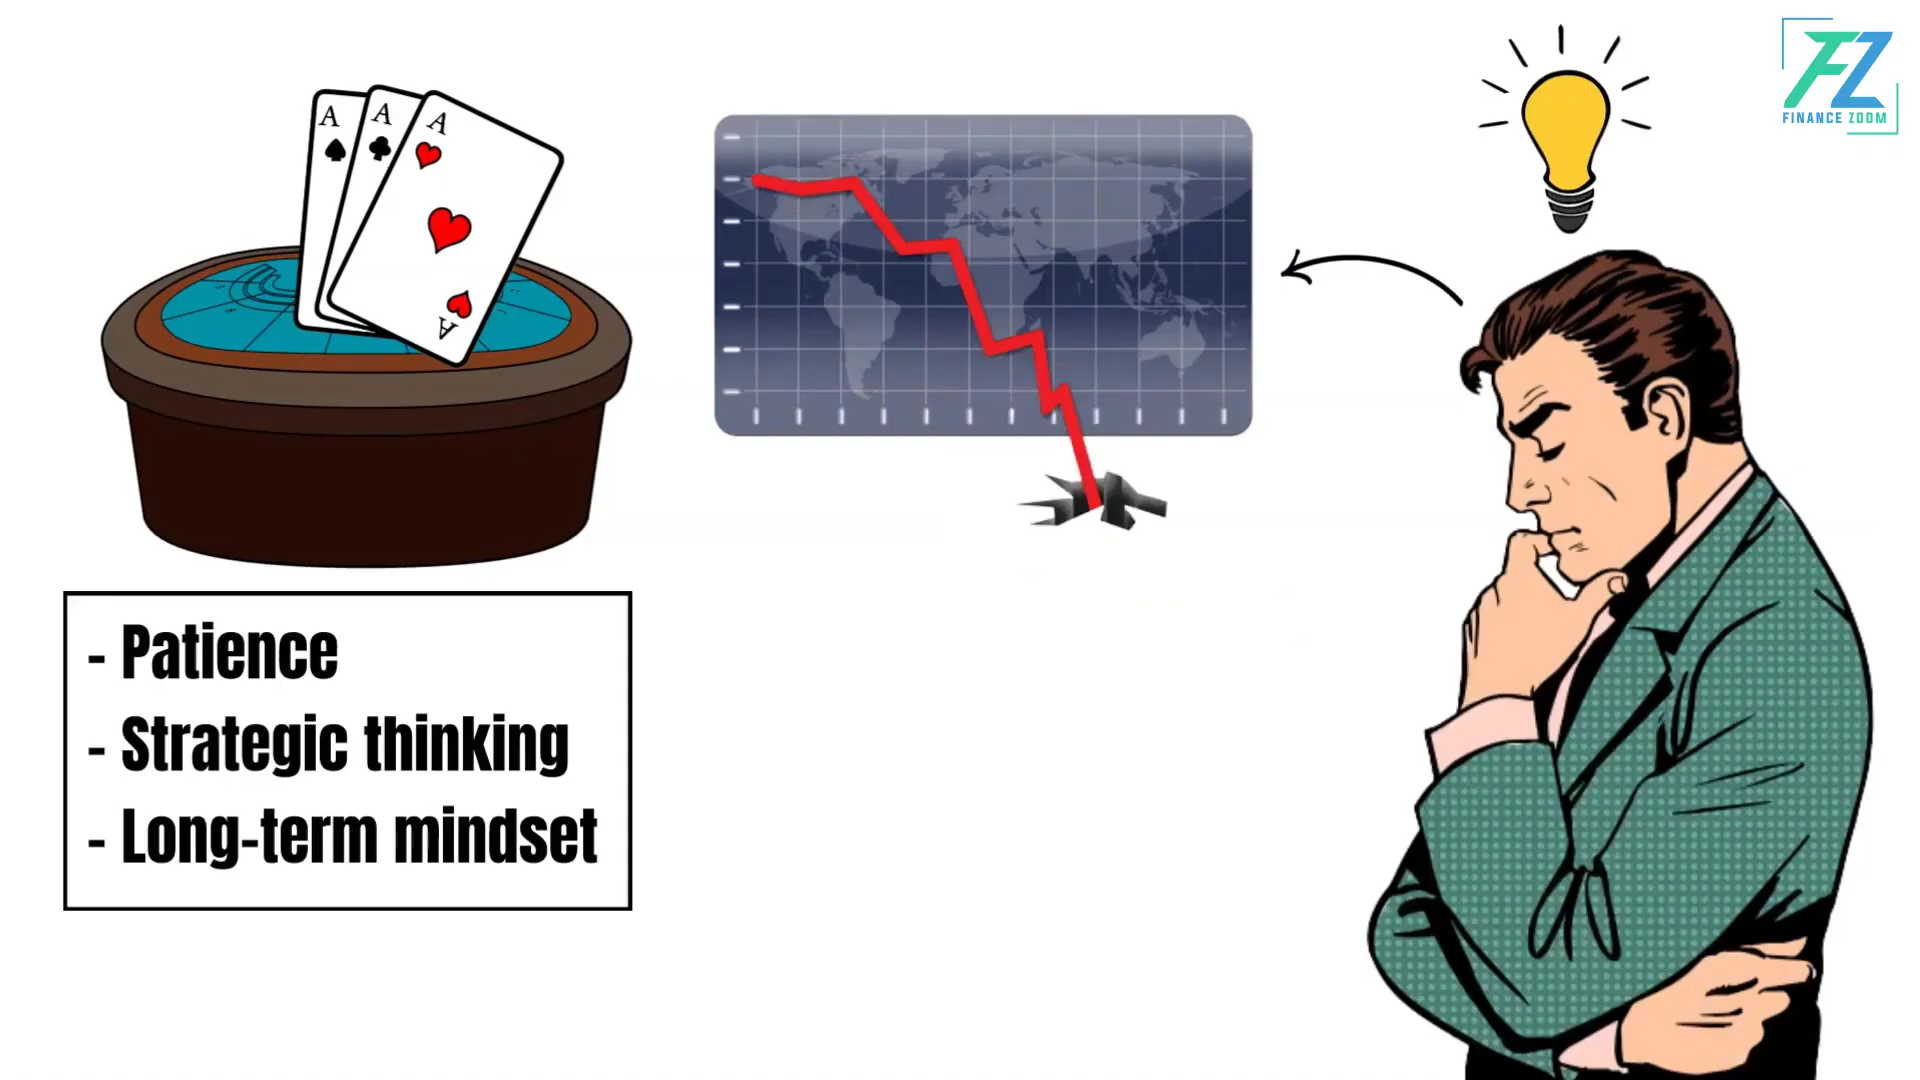 A
A
A
A
FZ
FINANCE ZOOM
- Patience
- Strategic thinking
- Long-term mindset